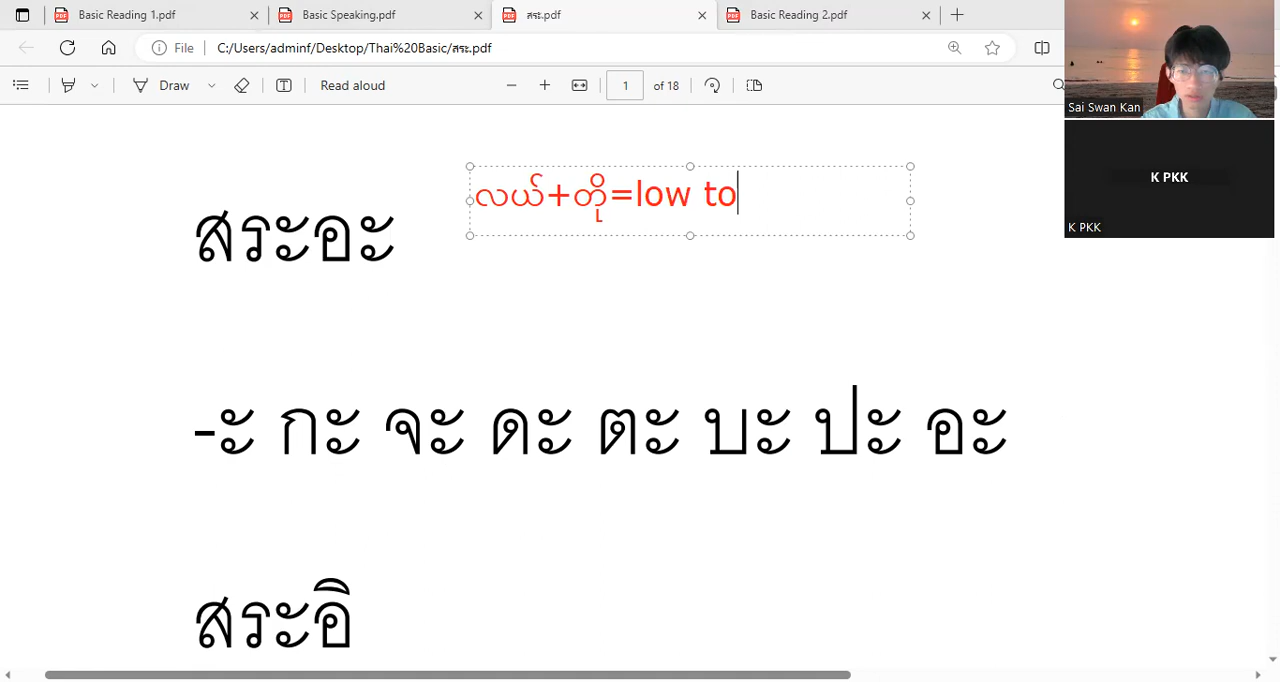 Basic Reading 1.pdf
Basic Speaking.pdf
สระ.pdf
Basic Reading 2.pdf
File
C:/Users/adminf/Desktop/Thai%20Basic/สระ.pdf
Draw
Read aloud
1 of 18
Sai Swan Kan
K PKK
K PKK
လယ်+တို=low to
สระอะ
-ะ กะ จะ ดะ ตะ บะ ปะ อะ
สระอิ